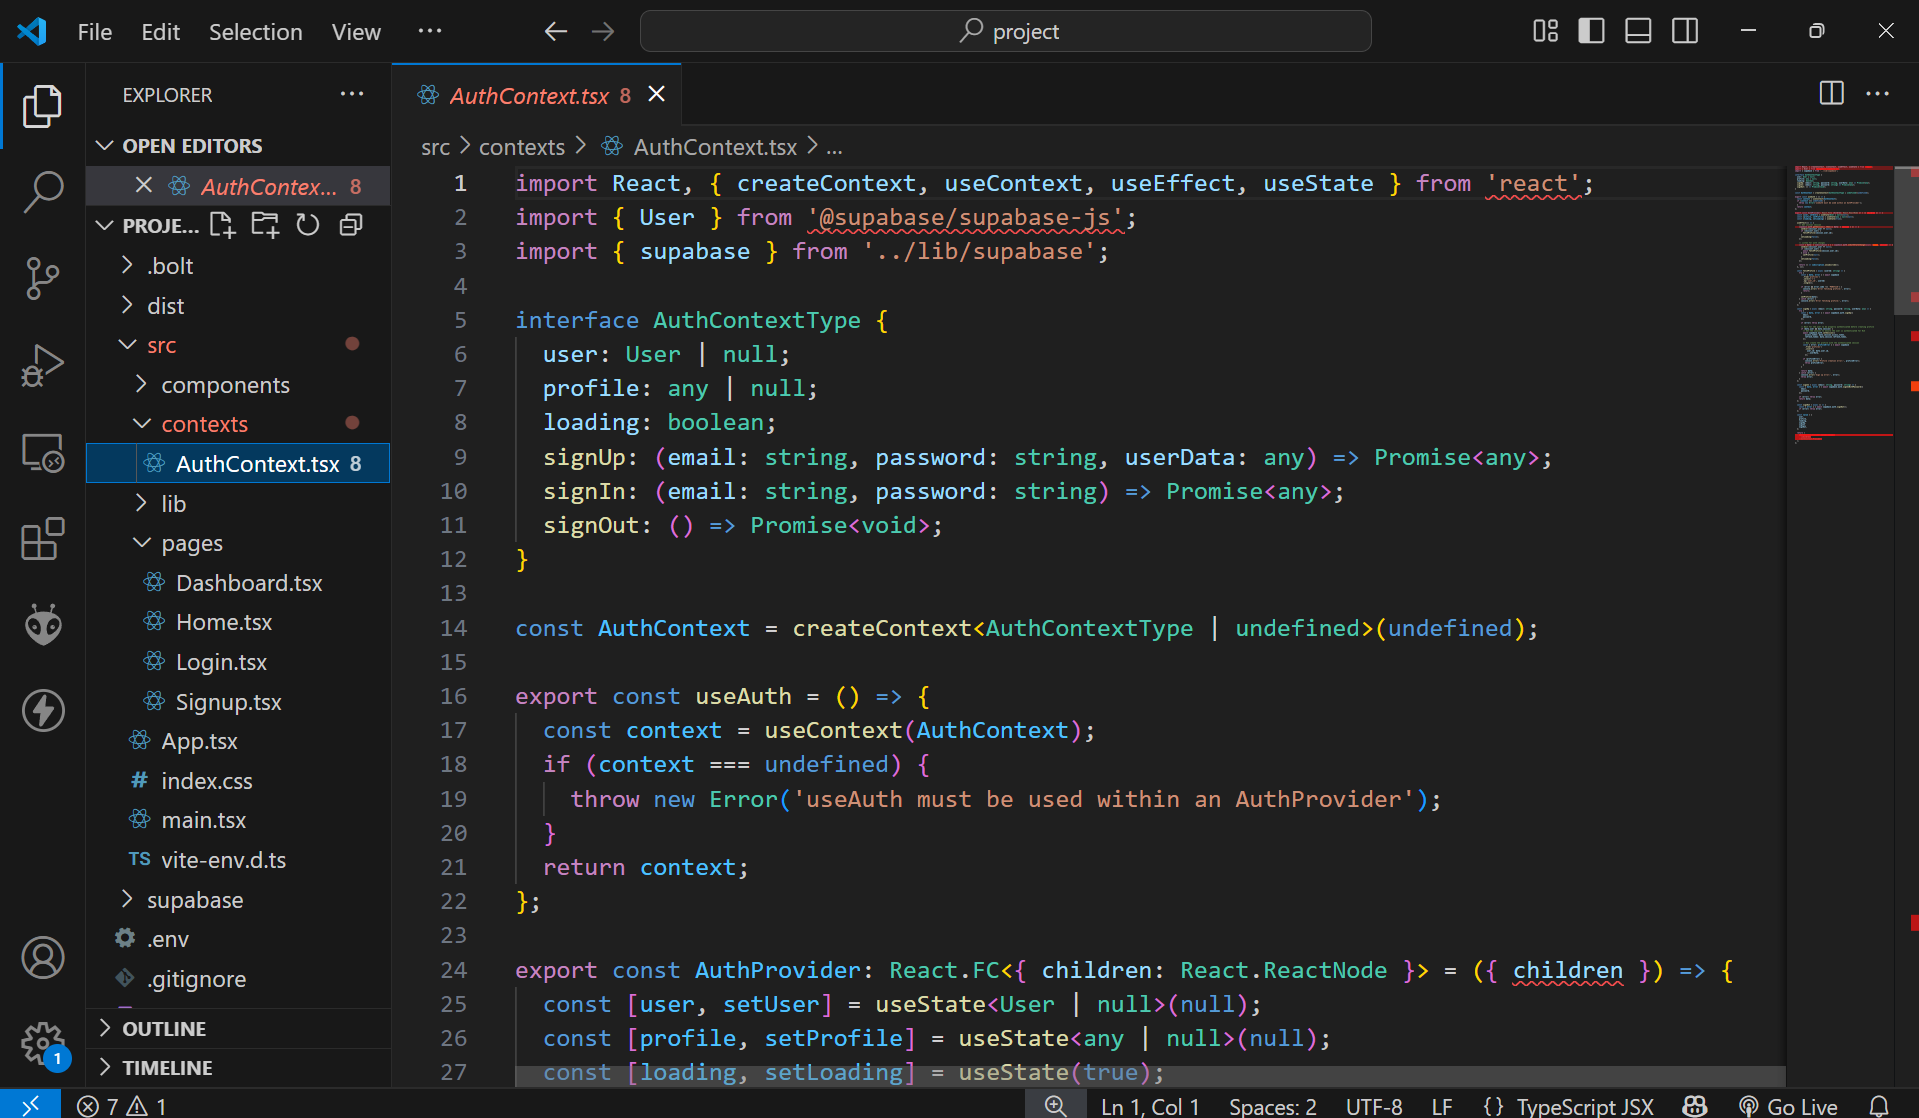 File Edit Selection View ···
project
EXPLORER ···
OPEN EDITORS
AuthContex... 8
PROJE...
.bolt
dist
src
components
contexts
AuthContext.tsx 8
lib
pages
Dashboard.tsx
Home.tsx
Login.tsx
Signup.tsx
App.tsx
# index.css
main.tsx
TS vite-env.d.ts
supabase
.env
.gitignore
OUTLINE
TIMELINE
1
AuthContext.tsx 8
src > contexts > AuthContext.tsx > ...
1 import React, { createContext, useContext, useEffect, useState } from 'react';
2 import { User } from '@supabase/supabase-js';
3 import { supabase } from '../lib/supabase';
4
5 interface AuthContextType {
6 user: User | null;
7 profile: any | null;
8 loading: boolean;
9 signUp: (email: string, password: string, userData: any) => Promise<any>;
10 signIn: (email: string, password: string) => Promise<any>;
11 signOut: () => Promise<void>;
12 }
13
14 const AuthContext = createContext<AuthContextType | undefined>(undefined);
15
16 export const useAuth = () => {
17 const context = useContext(AuthContext);
18 if (context === undefined) {
19 throw new Error('useAuth must be used within an AuthProvider');
20 }
21 return context;
22 };
23
24 export const AuthProvider: React.FC<{ children: React.ReactNode }> = ({ children }) => {
25 const [user, setUser] = useState<User | null>(null);
26 const [profile, setProfile] = useState<any | null>(null);
27 const [loading, setLoading] = useState(true);
7 1
Ln 1, Col 1 Spaces: 2 UTF-8 LF {} TypeScript JSX Go Live